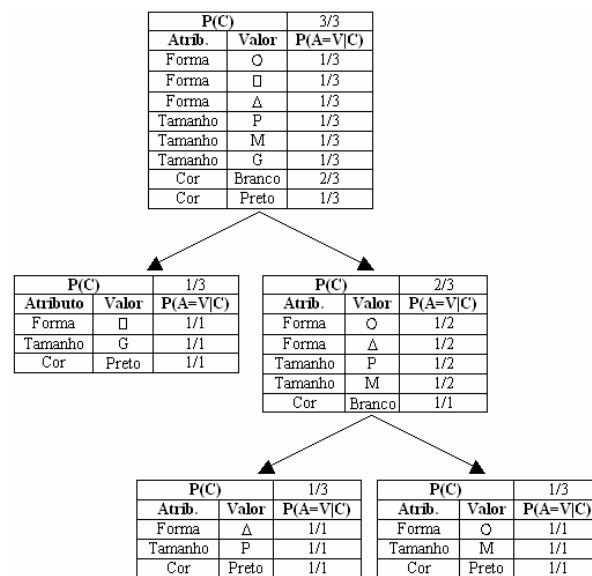 P(C) 3/3
Atrib. Valor P(A=V|C)
Forma ○ 1/3
Forma □ 1/3
Forma △ 1/3
Tamanho P 1/3
Tamanho M 1/3
Tamanho G 1/3
Cor Branco 2/3
Cor Preto 1/3
P(C) 1/3
Atributo Valor P(A=V|C)
Forma □ 1/1
Tamanho G 1/1
Cor Preto 1/1
P(C) 2/3
Atrib. Valor P(A=V|C)
Forma ○ 1/2
Forma △ 1/2
Tamanho P 1/2
Tamanho M 1/2
Cor Branco 1/1
P(C) 1/3
Atrib. Valor P(A=V|C)
Forma △ 1/1
Tamanho P 1/1
Cor Preto 1/1
P(C) 1/3
Atrib. Valor P(A=V|C)
Forma ○ 1/1
Tamanho M 1/1
Cor Preto 1/1